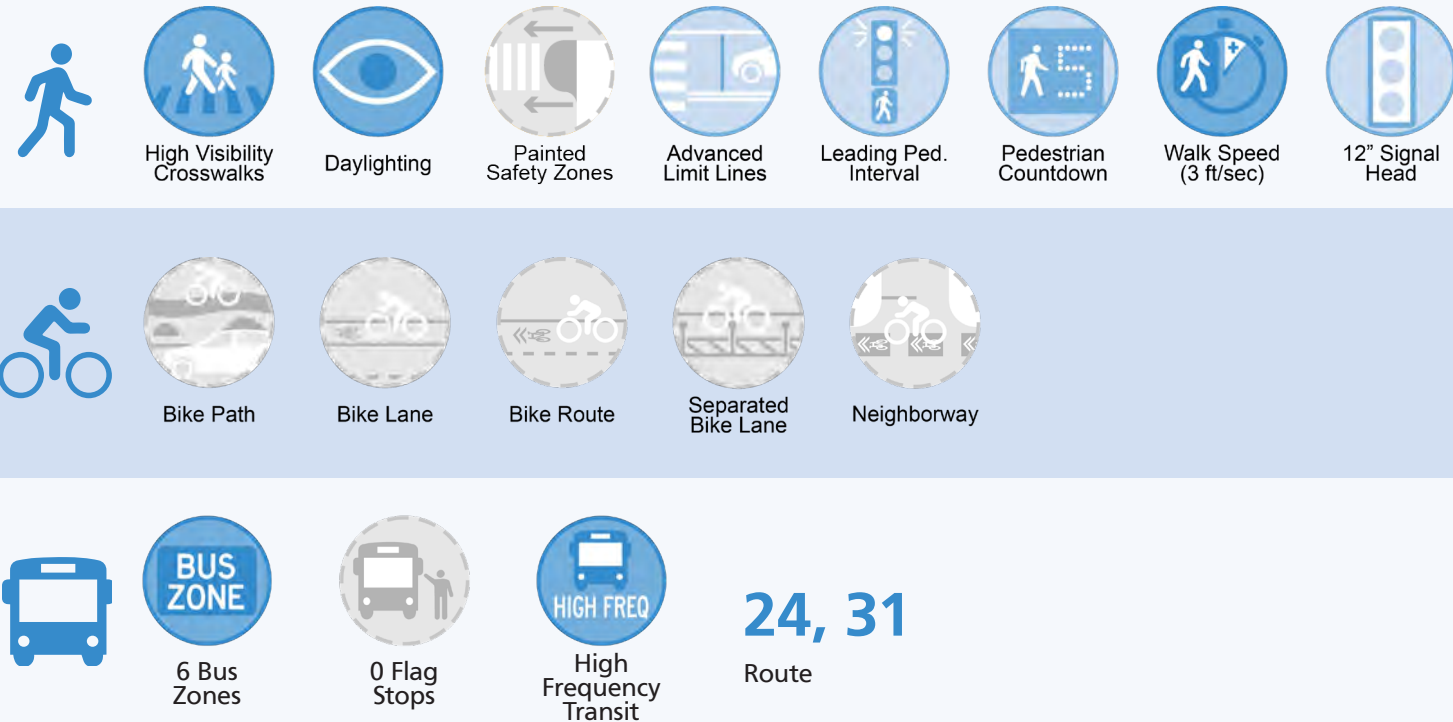 High Visibility
Crosswalks
Daylighting
Painted
Safety Zones
Advanced
Limit Lines
Leading Ped.
Interval
Pedestrian
Countdown
Walk Speed
(3 ft/sec)
12” Signal
Head
Bike Path
Bike Lane
Bike Route
Separated
Bike Lane
Neighborway
BUS
ZONE
6 Bus
Zones
0 Flag
Stops
HIGH FREQ
High
Frequency
Transit
24, 31
Route